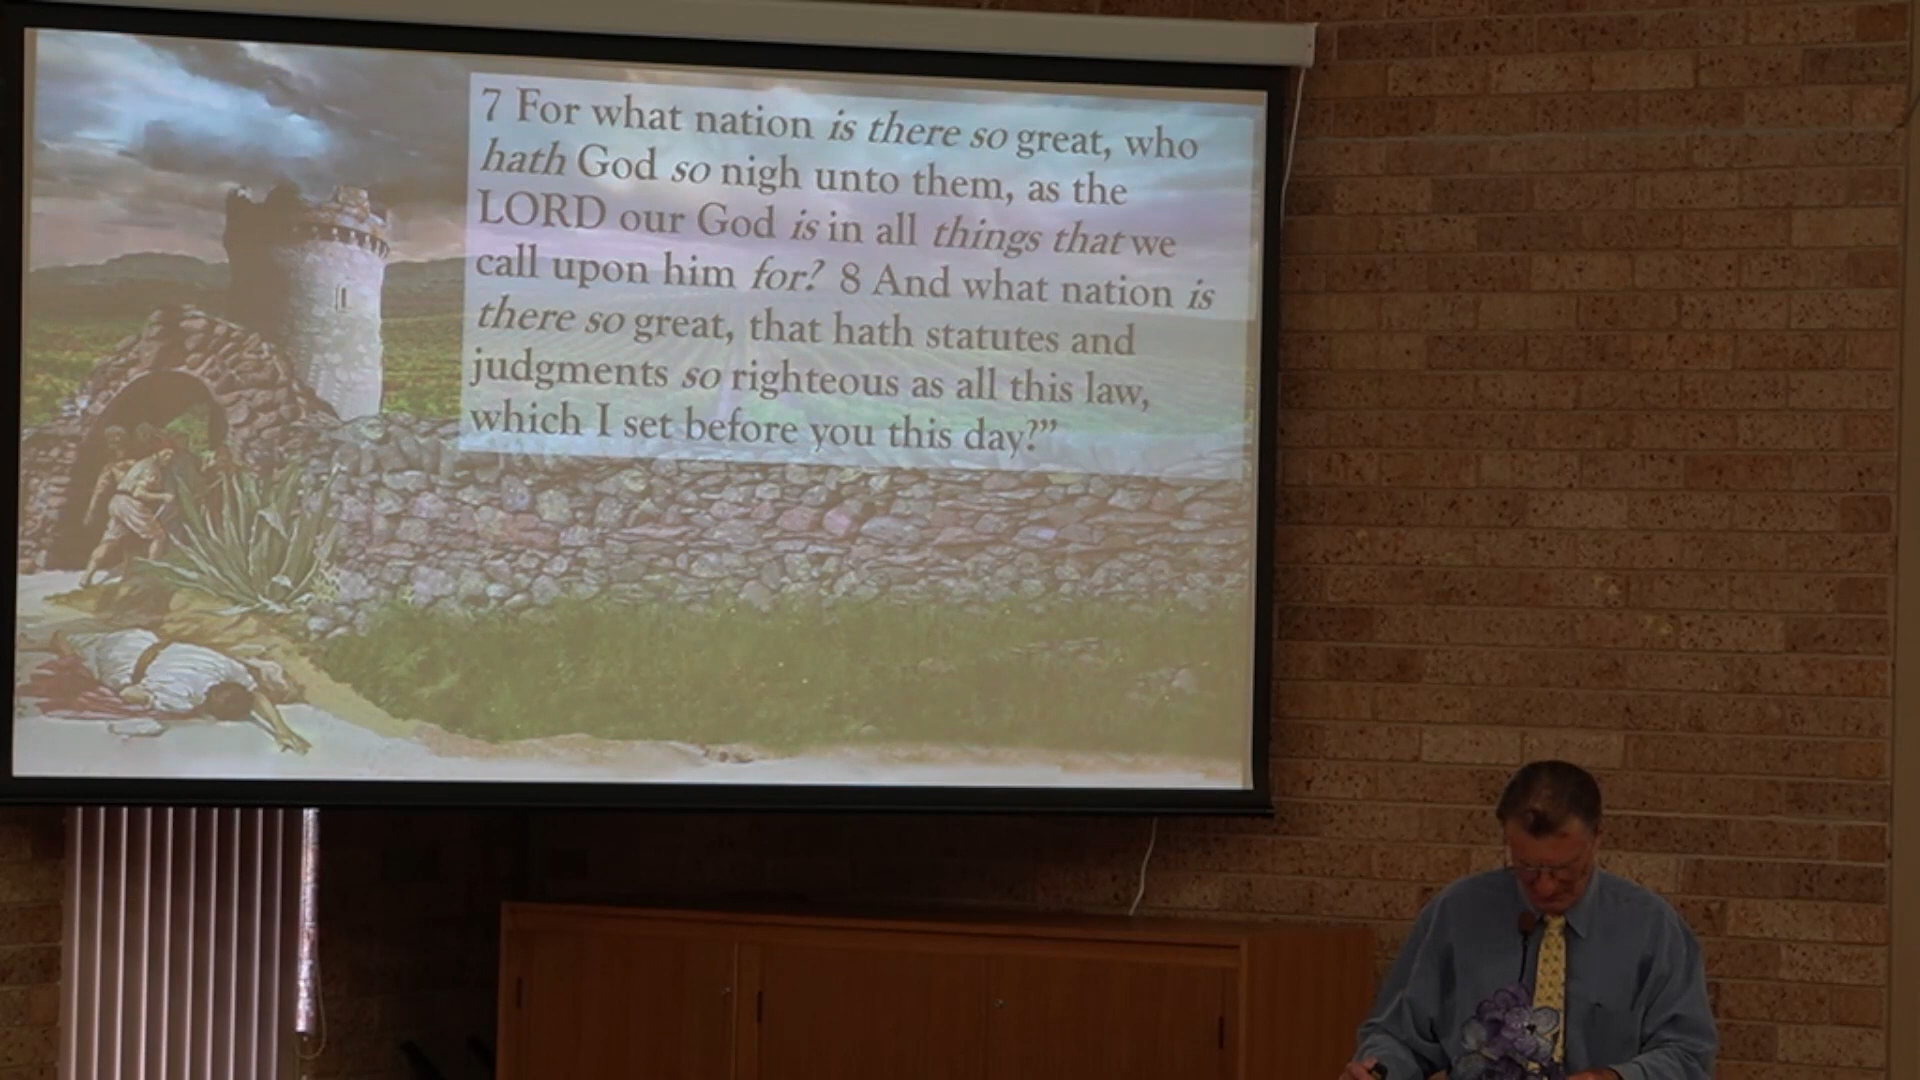 7 For what nation is there so great, who
hath God so nigh unto them, as the
LORD our God is in all things that we
call upon him for? 8 And what nation is
there so great, that hath statutes and
judgments so righteous as all this law,
which I set before you this day?”